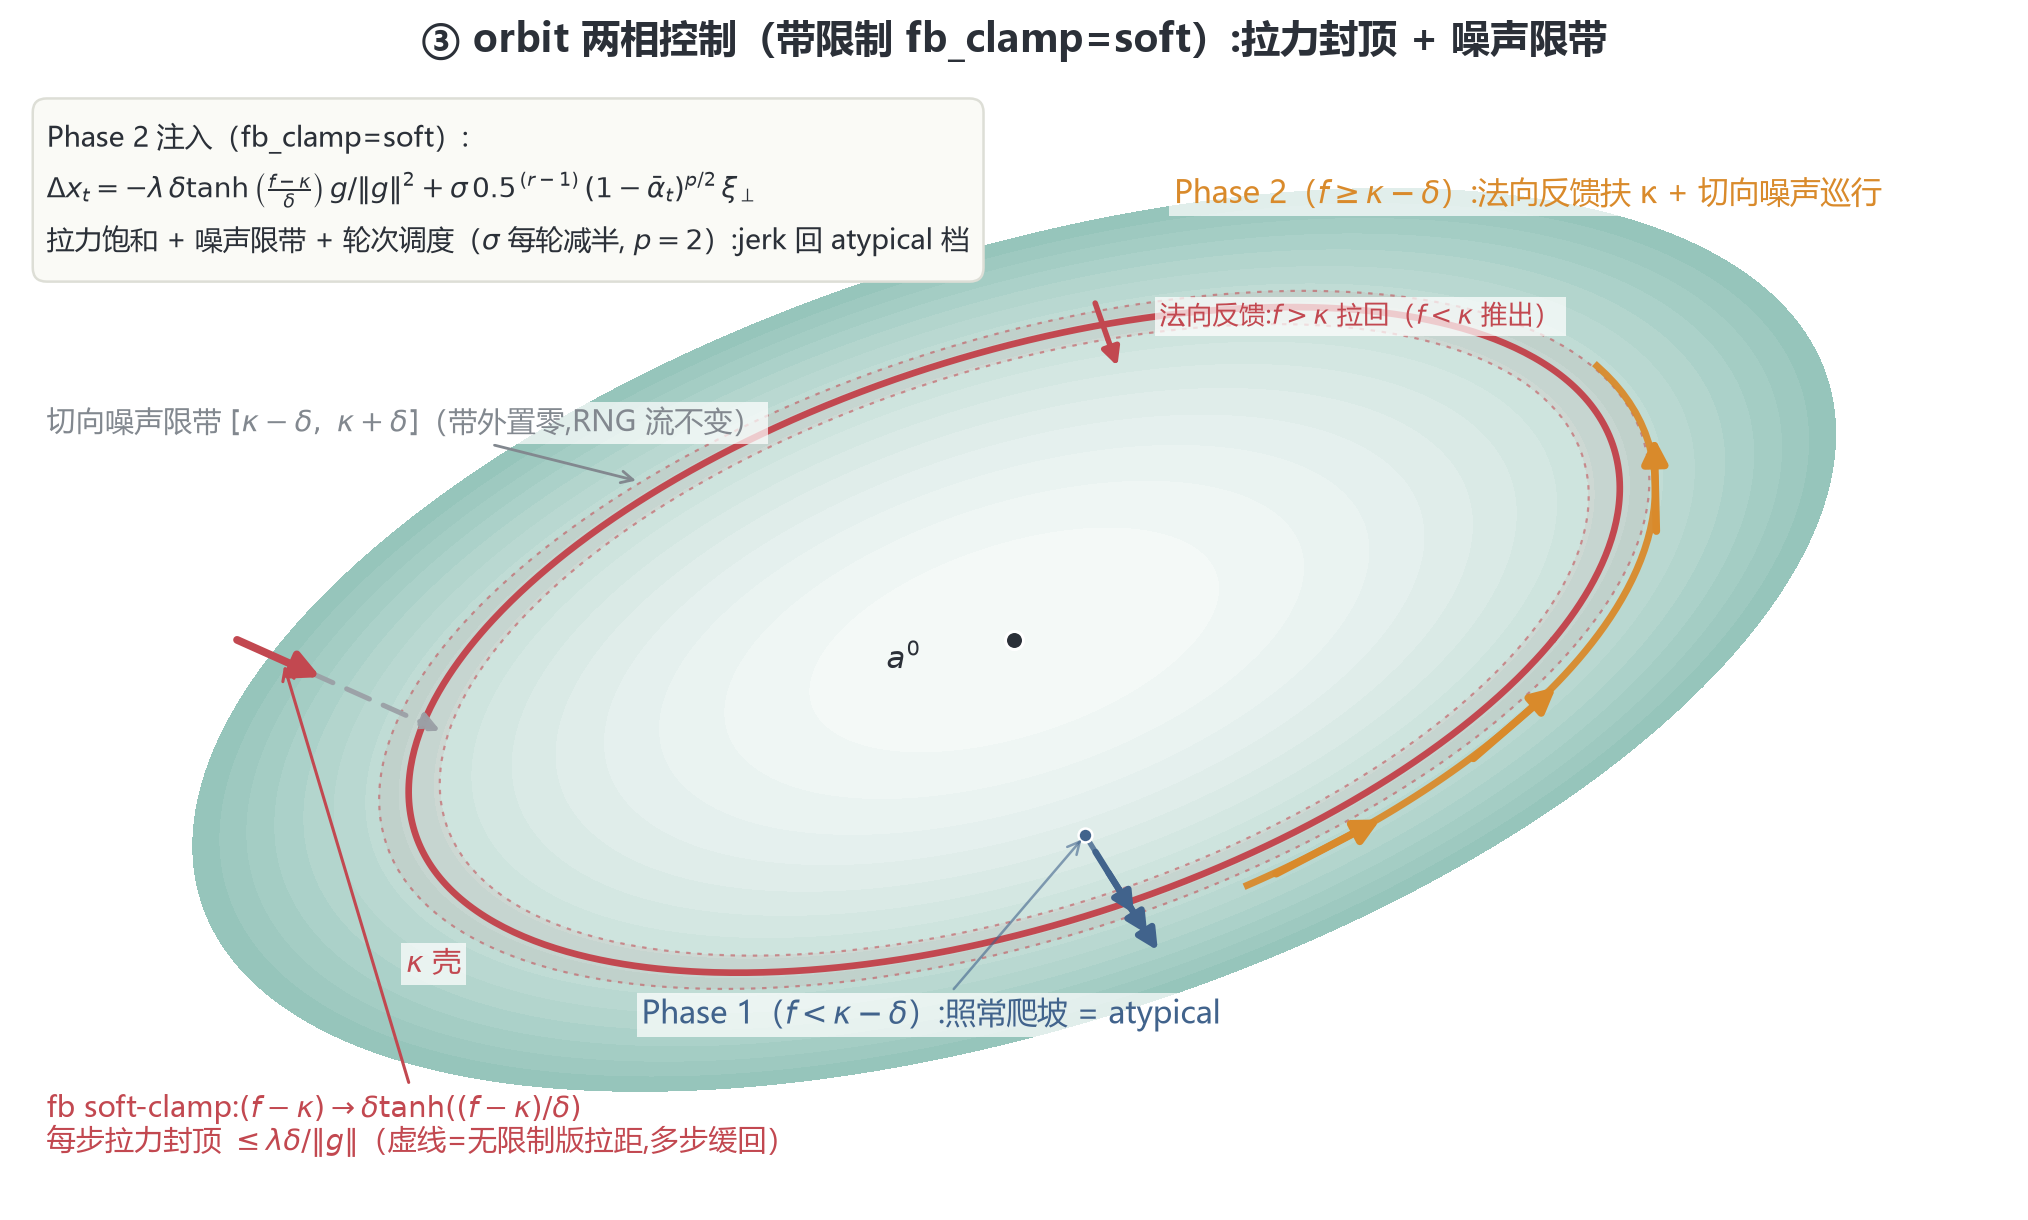 ③ orbit 两相控制（带限制 fb_clamp=soft）:拉力封顶 + 噪声限带
Phase 2 注入（fb_clamp=soft）:
Δx_t = −λ δtanh((f−κ)/δ) g/‖g‖² + σ 0.5^(r−1) (1 − ᾱ_t)^{p/2} ξ_⊥
拉力饱和 + 噪声限带 + 轮次调度（σ 每轮减半, p = 2）:jerk 回 atypical 档
Phase 2（f ≥ κ − δ）:法向反馈扶 κ + 切向噪声巡行
法向反馈:f > κ 拉回（f < κ 推出）
切向噪声限带 [κ − δ, κ + δ]（带外置零,RNG 流不变）
a⁰
κ 壳
Phase 1（f < κ − δ）:照常爬坡 = atypical
fb soft-clamp:(f − κ) → δtanh((f − κ)/δ)
每步拉力封顶 ≤ λδ/‖g‖（虚线=无限制版拉距,多步缓回）